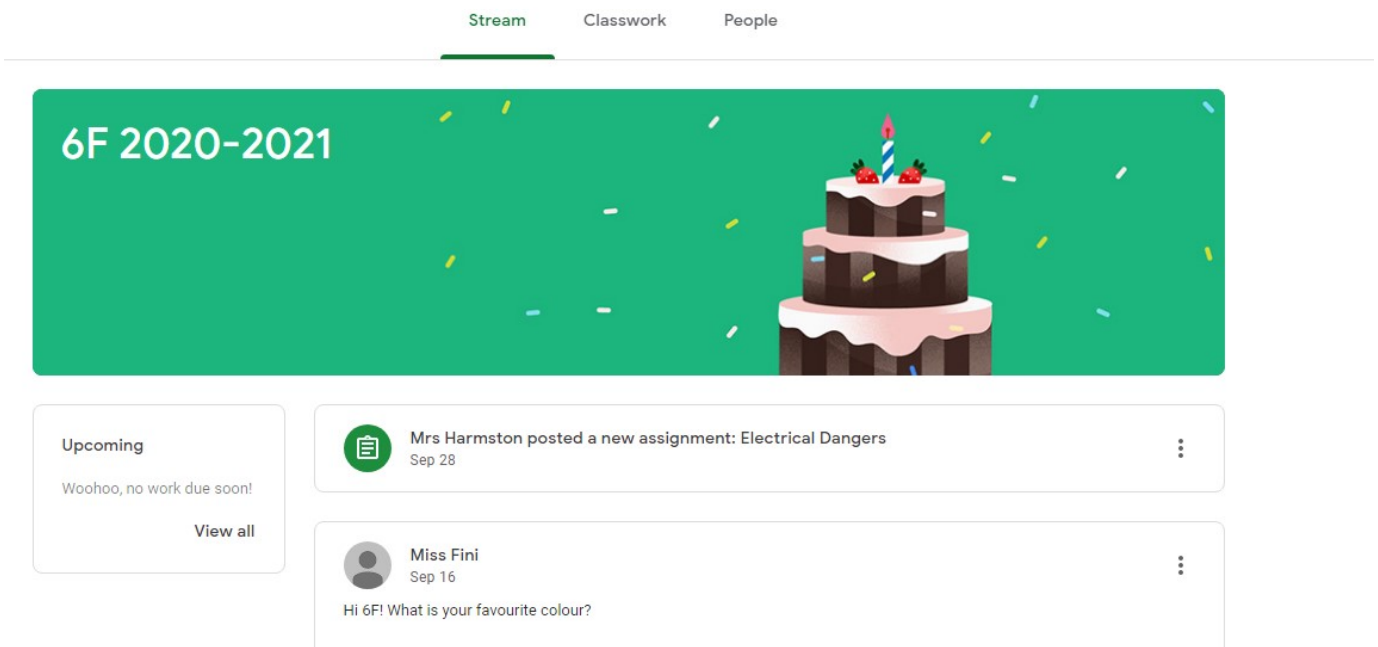 Stream Classwork People
6F 2020-2021
Upcoming
Woohoo, no work due soon!
View all
Mrs Harmston posted a new assignment: Electrical Dangers
Sep 28
Miss Fini
Sep 16
Hi 6F! What is your favourite colour?